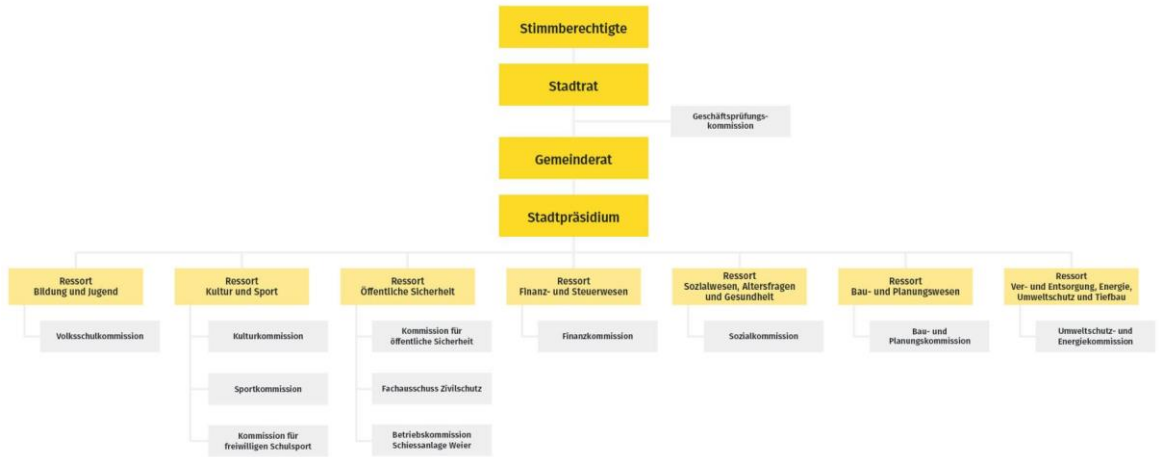 Stimmberechtigte
Stadtrat
Geschäftsprüfungs-
kommission
Gemeinderat
Stadtpräsidium
Ressort
Bildung und Jugend
Volksschulkommission
Ressort
Kultur und Sport
Kulturkommission
Sportkommission
Kommission für
freiwilligen Schulsport
Ressort
Öffentliche Sicherheit
Kommission für
öffentliche Sicherheit
Fachausschuss Zivilschutz
Betriebskommission
Schiessanlage Weier
Ressort
Finanz- und Steuerwesen
Finanzkommission
Ressort
Sozialwesen, Altersfragen
und Gesundheit
Sozialkommission
Ressort
Bau- und Planungswesen
Bau- und
Planungskommission
Ressort
Ver- und Entsorgung, Energie,
Umweltschutz und Tiefbau
Umweltschutz- und
Energiekommission